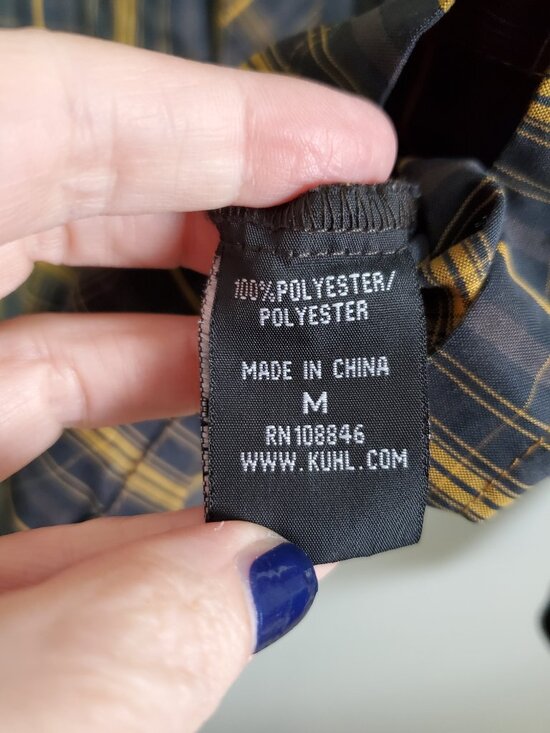 100%POLYESTER/
POLYESTER
MADE IN CHINA
M
RN108846
WWW.KUHL.COM